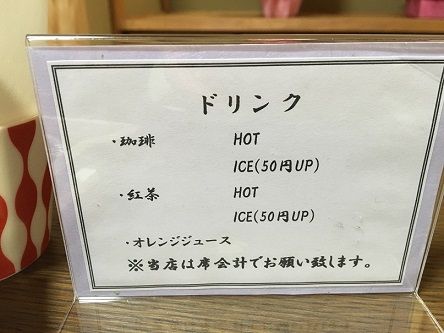 ドリンク
・珈琲 HOT
ICE(50円UP)
・紅茶 HOT
ICE(50円UP)
・オレンジジュース
※当店は席会計でお願い致します。